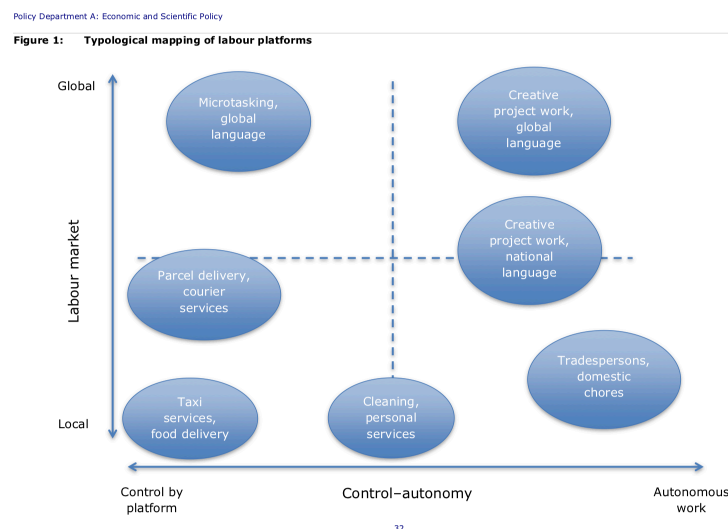 Policy Department A: Economic and Scientific Policy
Figure 1: Typological mapping of labour platforms
Global
Microtasking,
global
language
Creative
project work,
global
language
Labour market
Creative
project work,
national
language
Parcel delivery,
courier
services
Tradespersons,
domestic
chores
Taxi
services,
food delivery
Cleaning,
personal
services
Local
Control by
platform
Control–autonomy
Autonomous
work
32